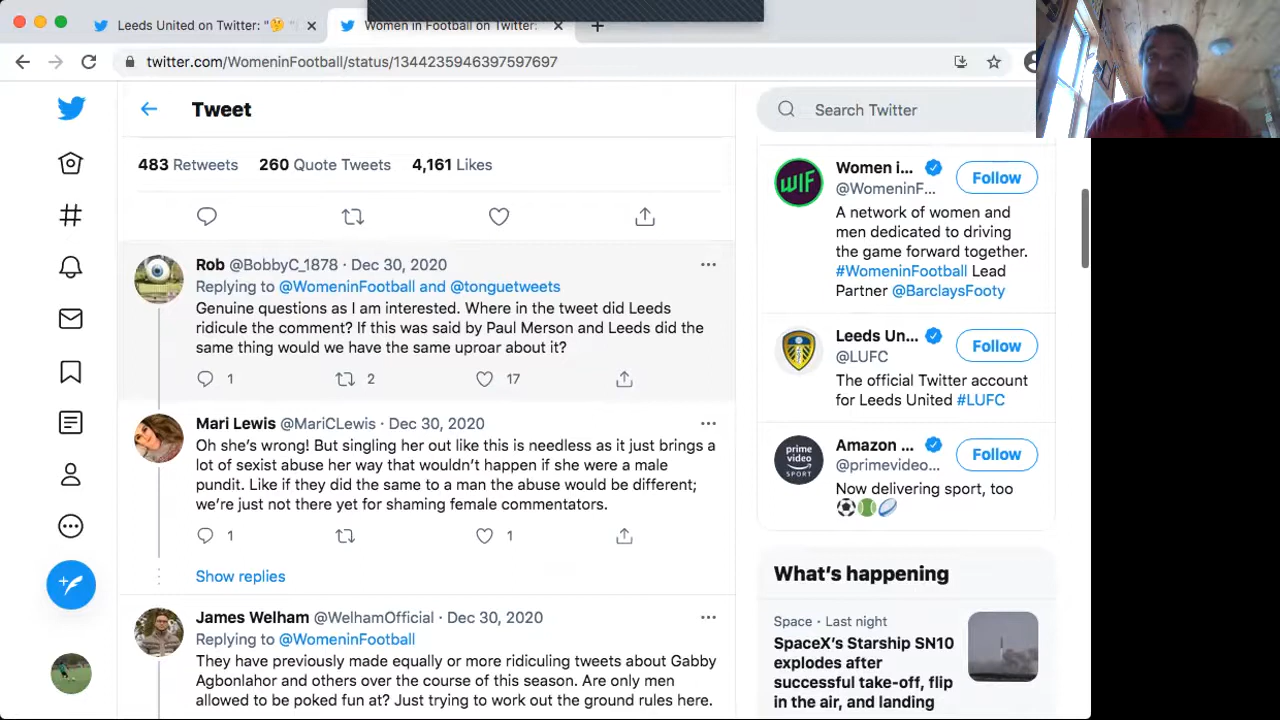 Leeds United on Twitter: "🤔 "
Women in Football on Twitter:
twitter.com/WomeninFootball/status/1344235946397597697
Tweet
483 Retweets 260 Quote Tweets 4,161 Likes
Rob @BobbyC_1878 · Dec 30, 2020
Replying to @WomeninFootball and @tonguetweets
Genuine questions as I am interested. Where in the tweet did Leeds
ridicule the comment? If this was said by Paul Merson and Leeds did the
same thing would we have the same uproar about it?
1 2 17
Mari Lewis @MariCLewis · Dec 30, 2020
Oh she's wrong! But singling her out like this is needless as it just brings a
lot of sexist abuse her way that wouldn't happen if she were a male
pundit. Like if they did the same to a man the abuse would be different;
we're just not there yet for shaming female commentators.
1 1
Show replies
James Welham @WelhamOfficial · Dec 30, 2020
Replying to @WomeninFootball
They have previously made equally or more ridiculing tweets about Gabby
Agbonlahor and others over the course of this season. Are only men
allowed to be poked fun at? Just trying to work out the ground rules here.
Search Twitter
WIF
Women i...
Follow
@WomeninF...
A network of women and
men dedicated to driving
the game forward together.
#WomeninFootball Lead
Partner @BarclaysFooty
Leeds Un...
Follow
@LUFC
The official Twitter account
for Leeds United #LUFC
prime
video
SPORT
Amazon ...
Follow
@primevideo...
Now delivering sport, too
⚽🎾🏉
What's happening
Space · Last night
SpaceX's Starship SN10
explodes after
successful take-off, flip
in the air, and landing